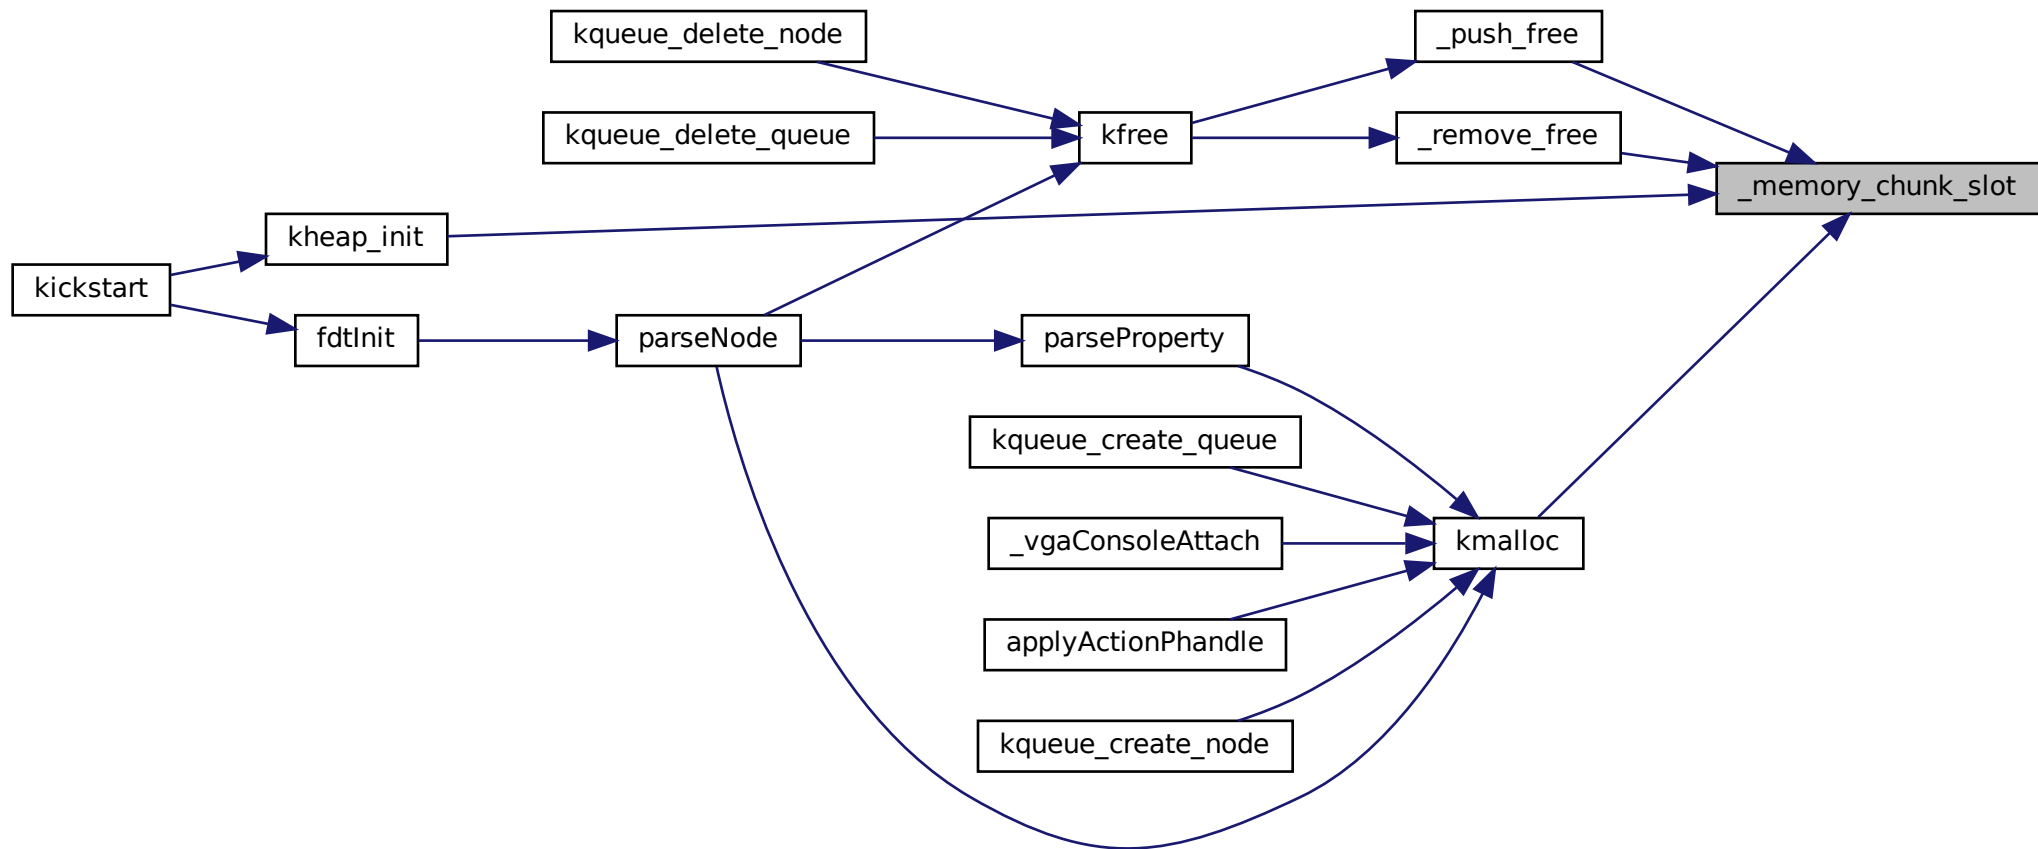 kqueue_delete_node
_push_free
kqueue_delete_queue
kfree
_remove_free
_memory_chunk_slot
kheap_init
kickstart
fdtInit
parseNode
parseProperty
kqueue_create_queue
_vgaConsoleAttach
kmalloc
applyActionPhandle
kqueue_create_node